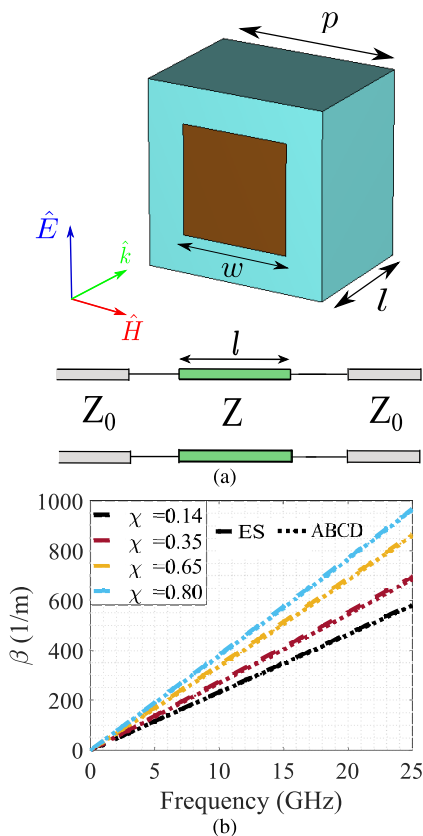 p
Ê
k̂
Ĥ
w
l
l
Z₀ Z Z₀
(a)
χ =0.14
χ =0.35
χ =0.65
χ =0.80
ES ABCD
1000
800
600
400
200
0
β (1/m)
0 5 10 15 20 25
Frequency (GHz)
(b)